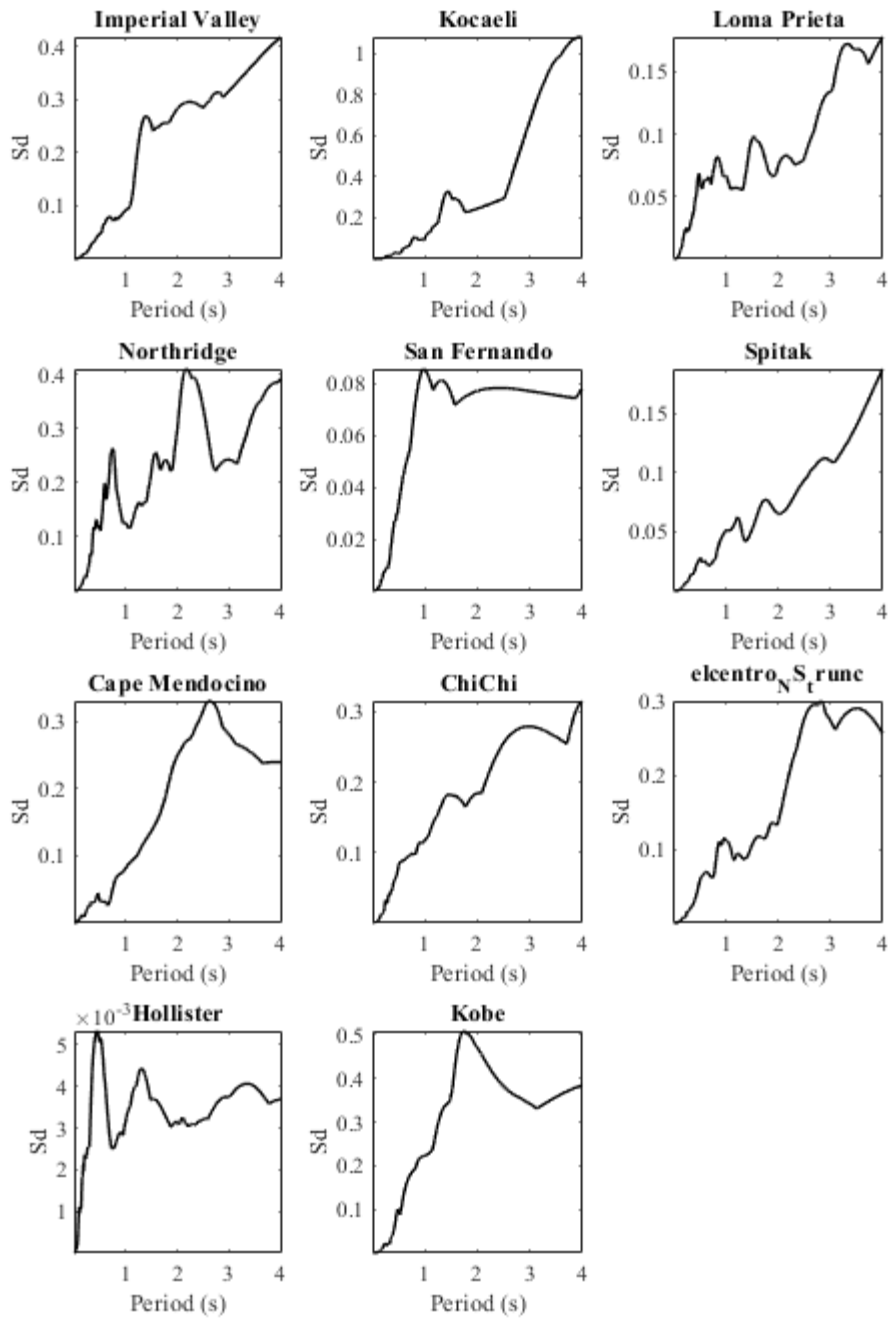 Imperial Valley
0.4
0.3
0.2
0.1
Sd
1 2 3 4
Period (s)
Kocaeli
1
0.8
0.6
0.4
0.2
Sd
1 2 3 4
Period (s)
Loma Prieta
0.15
0.1
0.05
Sd
1 2 3 4
Period (s)
Northridge
0.4
0.3
0.2
0.1
Sd
1 2 3 4
Period (s)
San Fernando
0.08
0.06
0.04
0.02
Sd
1 2 3 4
Period (s)
Spitak
0.15
0.1
0.05
Sd
1 2 3 4
Period (s)
Cape Mendocino
0.3
0.2
0.1
Sd
1 2 3 4
Period (s)
ChiChi
0.3
0.2
0.1
Sd
1 2 3 4
Period (s)
elcentro_NS_trunc
0.3
0.2
0.1
Sd
1 2 3 4
Period (s)
×10⁻³ Hollister
5
4
3
2
1
Sd
1 2 3 4
Period (s)
Kobe
0.5
0.4
0.3
0.2
0.1
Sd
1 2 3 4
Period (s)